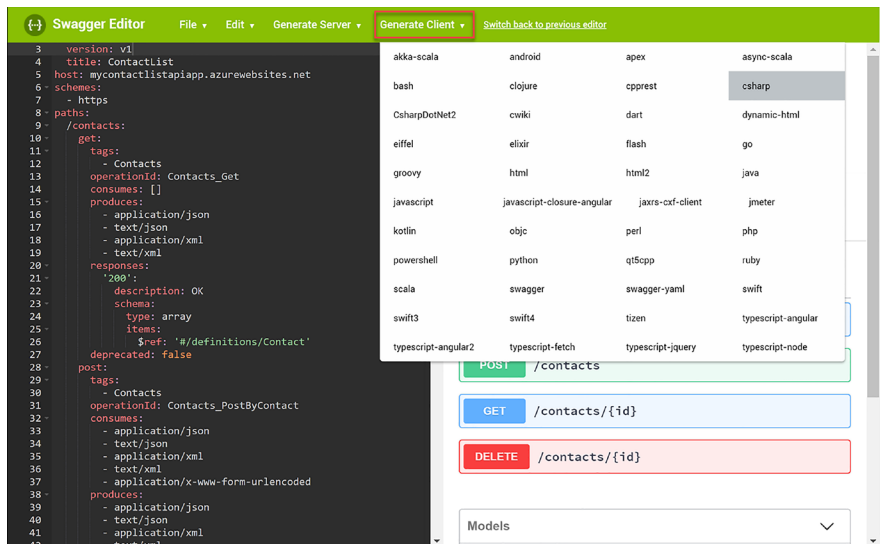 Swagger Editor File Edit Generate Server Generate Client Switch back to previous editor
3 version: v1
4 title: ContactList
5 host: mycontactlistapiapp.azurewebsites.net
6 schemes:
7 - https
8 paths:
9 /contacts:
10 get:
11 tags:
12 - Contacts
13 operationId: Contacts_Get
14 consumes: []
15 produces:
16 - application/json
17 - text/json
18 - application/xml
19 - text/xml
20 responses:
21 '200':
22 description: OK
23 schema:
24 type: array
25 items:
26 $ref: '#/definitions/Contact'
27 deprecated: false
28 post:
29 tags:
30 - Contacts
31 operationId: Contacts_PostByContact
32 consumes:
33 - application/json
34 - text/json
35 - application/xml
36 - text/xml
37 - application/x-www-form-urlencoded
38 produces:
39 - application/json
40 - text/json
41 - application/xml
akka-scala android apex async-scala
bash clojure cpprest csharp
CsharpDotNet2 cwiki dart dynamic-html
eiffel elixir flash go
groovy html html2 java
javascript javascript-closure-angular jaxrs-cxf-client jmeter
kotlin objc perl php
powershell python qt5cpp ruby
scala swagger swagger-yaml swift
swift3 swift4 tizen typescript-angular
typescript-angular2 typescript-fetch typescript-jquery typescript-node
POST /contacts
GET /contacts/{id}
DELETE /contacts/{id}
Models